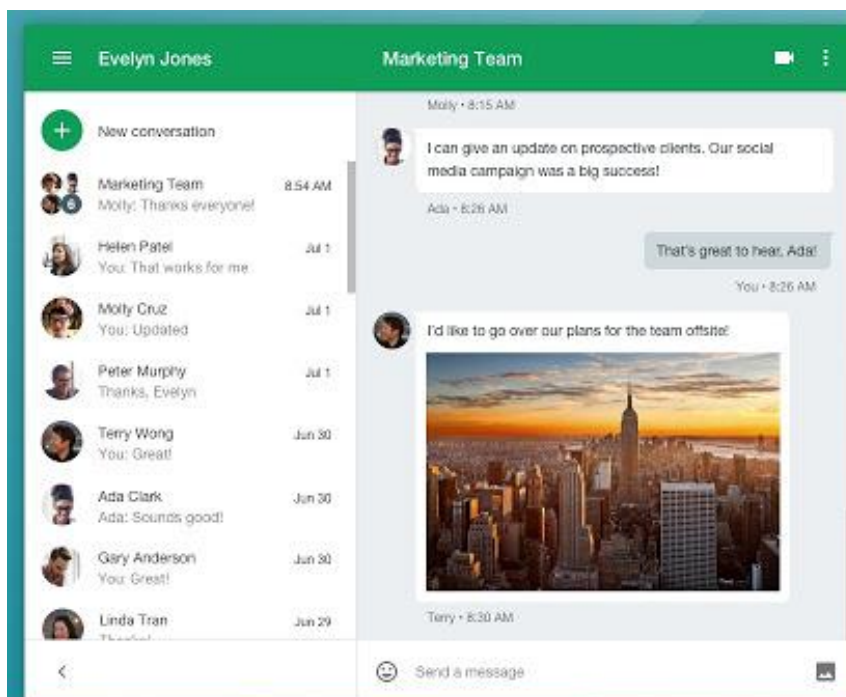 Evelyn Jones
Marketing Team
New conversation
Marketing Team
8:54 AM
Molly: Thanks everyone!
6
Helen Patel
Jul 1
You: That works for me
Molly Cruz
Jul 1
You: Updated
Peter Murphy
Jul 1
Thanks, Evelyn
Terry Wong
Jun 30
You: Great!
Ada Clark
Jun 30
Ada: Sounds good!
Gary Anderson
Jun 30
You: Great!
Linda Tran
Jun 29
Molly • 8:15 AM
I can give an update on prospective clients. Our social
media campaign was a big success!
Ada • 8:26 AM
That's great to hear, Ada!
You • 8:26 AM
I'd like to go over our plans for the team offsite!
Terry • 8:30 AM
Send a message